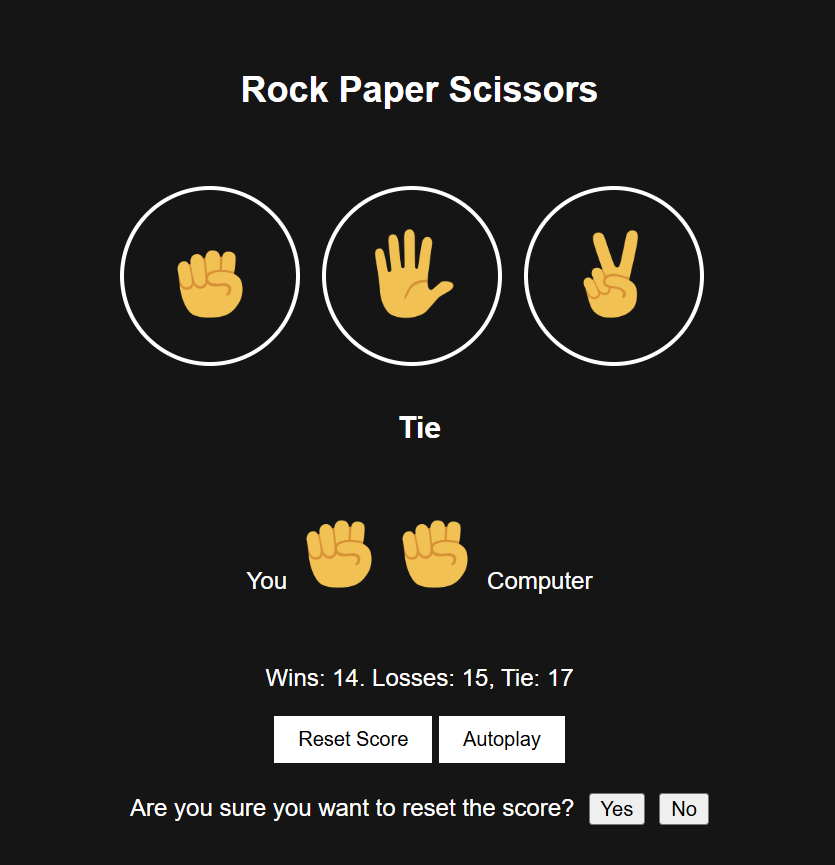 Rock Paper Scissors
Tie
You Computer
Wins: 14. Losses: 15, Tie: 17
Reset Score Autoplay
Are you sure you want to reset the score? Yes No